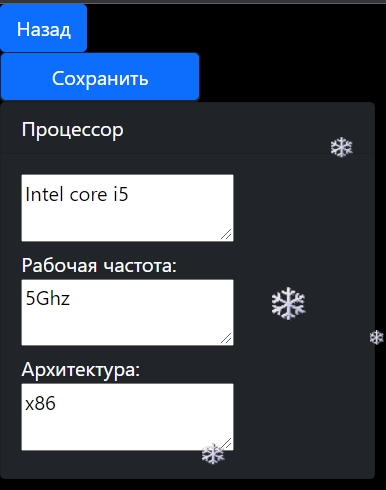 Назад
Сохранить
Процессор
Intel core i5
Рабочая частота:
5Ghz
Архитектура:
x86